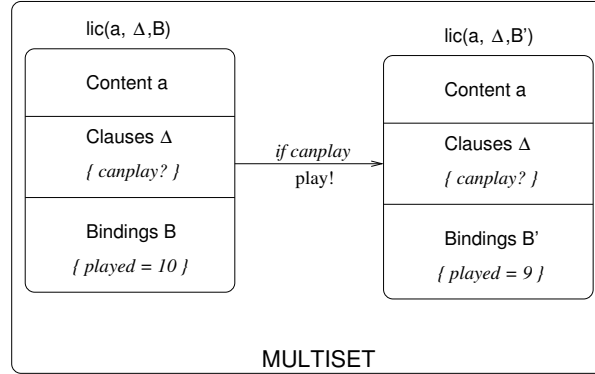 lic(a, Δ,B)
Content a
Clauses Δ
{ canplay? }
Bindings B
{ played = 10 }
if canplay
play!
lic(a, Δ,B')
Content a
Clauses Δ
{ canplay? }
Bindings B'
{ played = 9 }
MULTISET